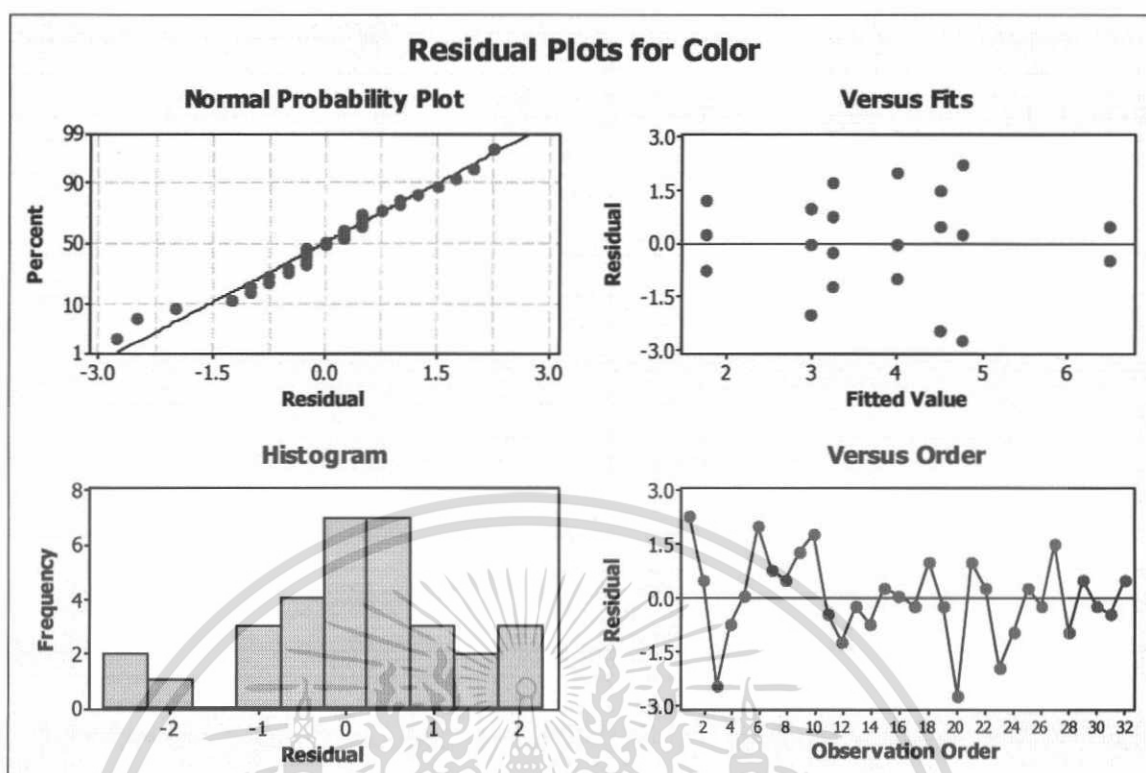 Residual Plots for Color
Normal Probability Plot
99
90
50
10
1
Percent
-3.0 -1.5 0.0 1.5 3.0
Residual
Versus Fits
3.0
1.5
0.0
-1.5
-3.0
Residual
2 3 4 5 6
Fitted Value
Histogram
8
6
4
2
0
Frequency
-2 -1 0 1 2
Residual
Versus Order
3.0
1.5
0.0
-1.5
-3.0
Residual
2 4 6 8 10 12 14 16 18 20 22 24 26 28 30 32
Observation Order